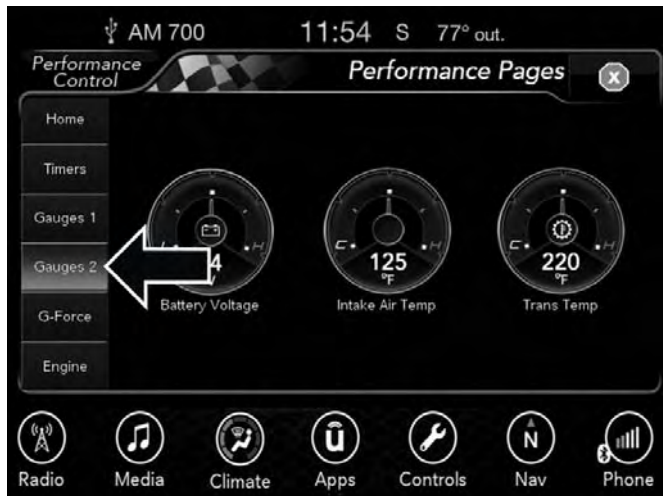 AM 700 11:54 S 77° out.
Performance
Control
Performance Pages
X
Home
Timers
Gauges 1
Gauges 2
G-Force
Engine
C H
125
°F
C H
220
°F
H
4
V
Battery Voltage
Intake Air Temp
Trans Temp
u
N
Radio
Media
Climate
Apps
Controls
Nav
Phone